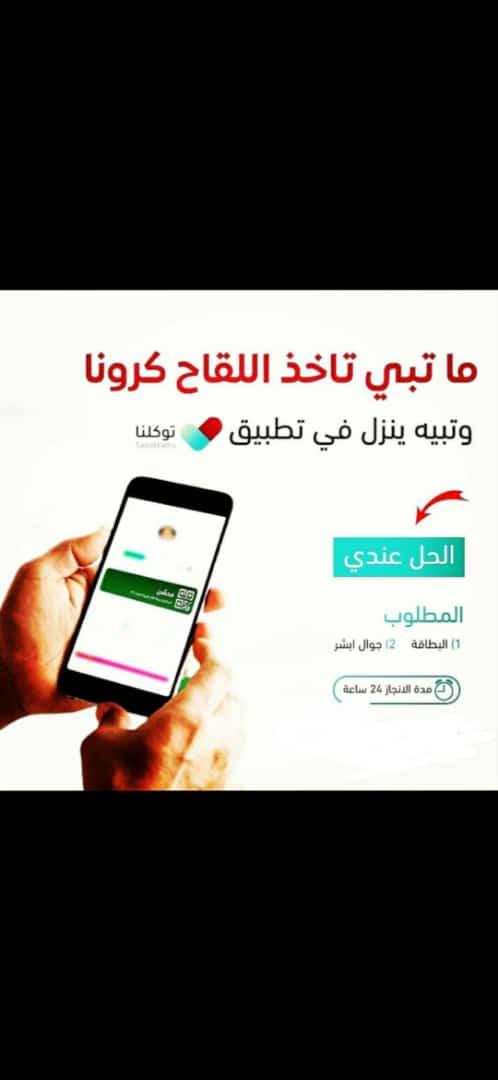 ما تبي تاخذ اللقاح كرونا
وتبيه ينزل في تطبيق توكلنا
Tawakkalna
الحل عندي
المطلوب
1) البطاقة 2) جوال ابشر
مدة الانجاز 24 ساعة
محصّن